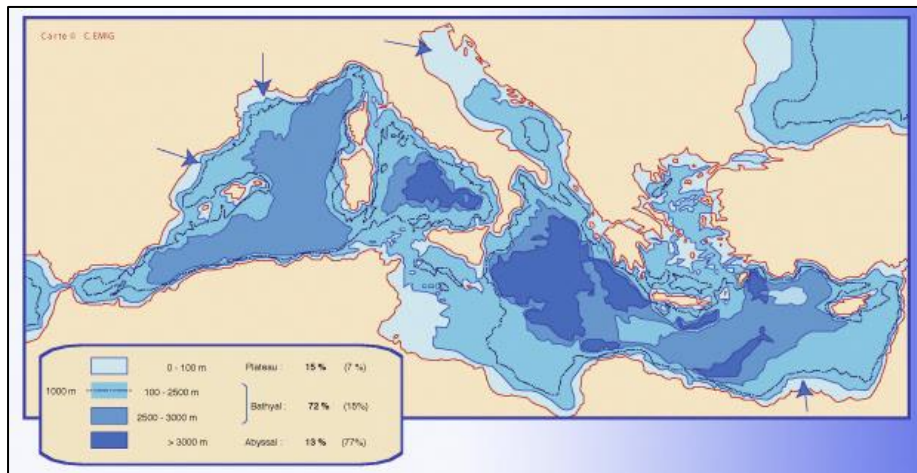 Carte © C.EMIG
0 - 100 m Plateau : 15 % (7 %)
1000 m 100 - 2500 m
Bathyal : 72 % (15%)
2500 - 3000 m
> 3000 m Abyssal : 13 % (77%)